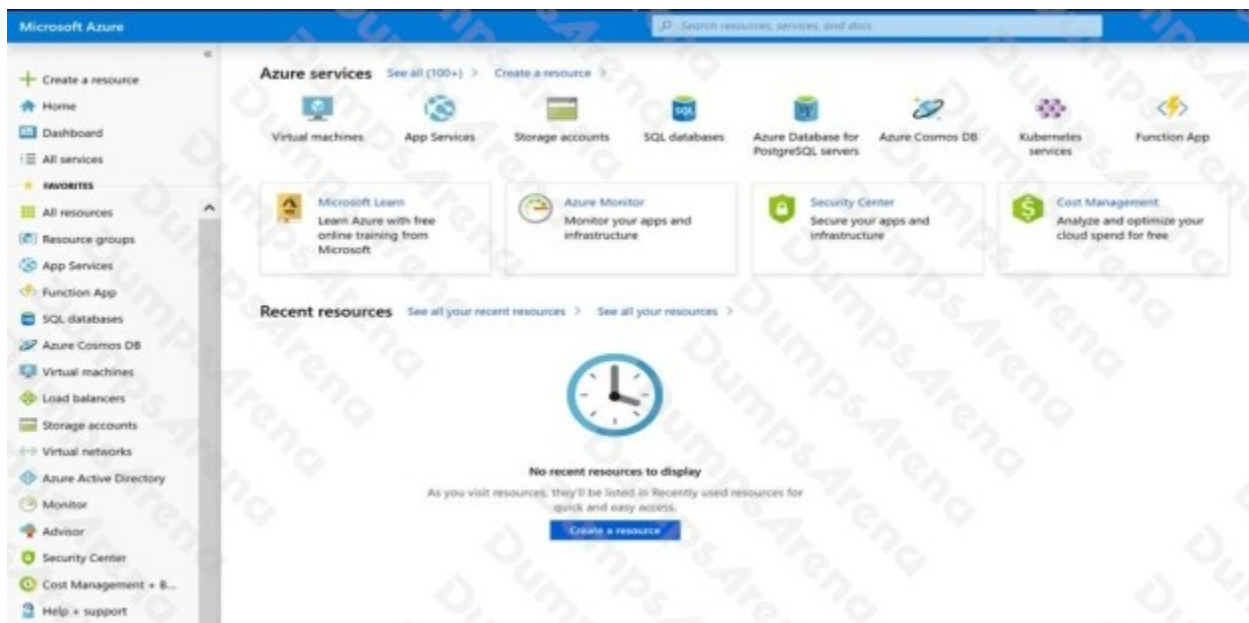 Microsoft Azure
Search resources, services, and docs
Create a resource
Home
Dashboard
All services
FAVORITES
All resources
Resource groups
App Services
Function App
SQL databases
Azure Cosmos DB
Virtual machines
Load balancers
Storage accounts
Virtual networks
Azure Active Directory
Monitor
Advisor
Security Center
Cost Management + B...
Help + support
Azure services See all (100+) > Create a resource >
Virtual machines
App Services
Storage accounts
SQL databases
Azure Database for
PostgreSQL servers
Azure Cosmos DB
Kubernetes
services
Function App
Microsoft Learn
Learn Azure with free
online training from
Microsoft
Azure Monitor
Monitor your apps and
infrastructure
Security Center
Secure your apps and
infrastructure
Cost Management
Analyze and optimize your
cloud spend for free
Recent resources See all your recent resources > See all your resources >
No recent resources to display
As you visit resources, they'll be listed in Recently used resources for
quick and easy access.
Create a resource
DumpsArena